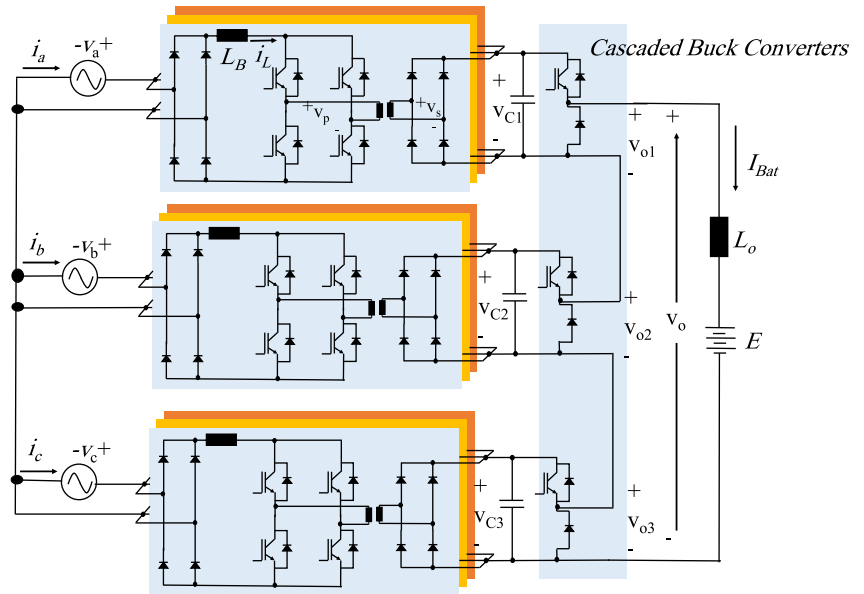 i_a
-v_a+
L_B
i_L
+ v_p -
+ v_s -
+
v_C1
-
Cascaded Buck Converters
+
v_o1
-
+
I_Bat
L_o
i_b
-v_b+
+
v_C2
-
+
v_o2
-
v_o
E
i_c
-v_c+
+
v_C3
-
+
v_o3
-
-